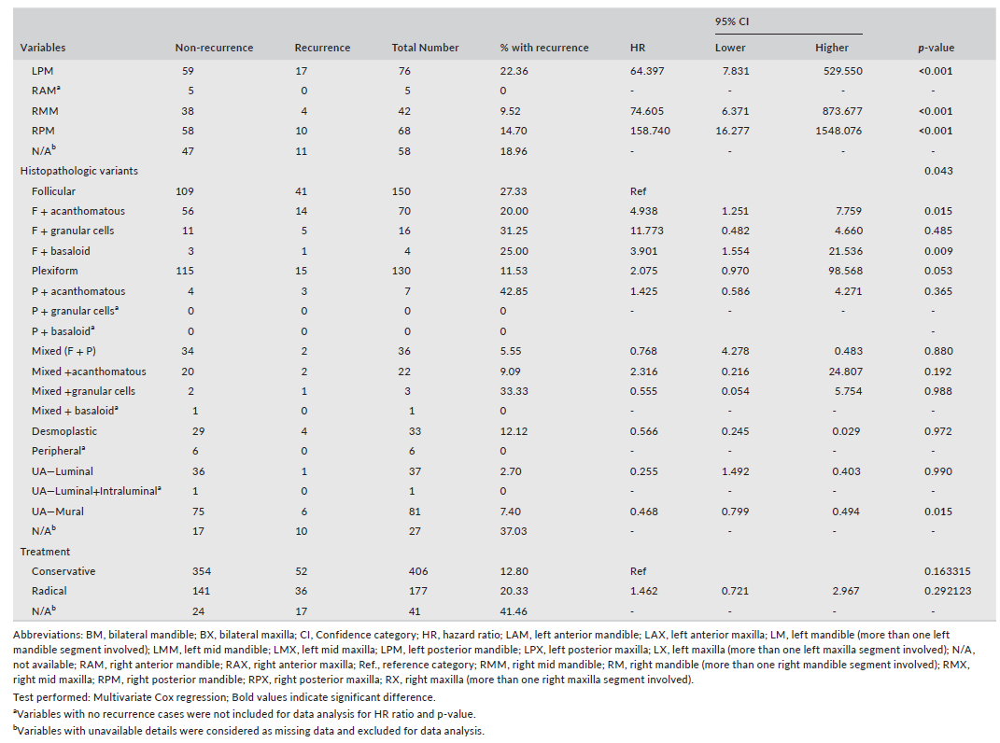 95% CI
Variables Non-recurrence Recurrence Total Number % with recurrence HR Lower Higher p-value
LPM 59 17 76 22.36 64.397 7.831 529.550 <0.001
RAMᵃ 5 0 5 0 - - - -
RMM 38 4 42 9.52 74.605 6.371 873.677 <0.001
RPM 58 10 68 14.70 158.740 16.277 1548.076 <0.001
N/Aᵇ 47 11 58 18.96 - - - -
Histopathologic variants 0.043
Follicular 109 41 150 27.33 Ref
F + acanthomatous 56 14 70 20.00 4.938 1.251 7.759 0.015
F + granular cells 11 5 16 31.25 11.773 0.482 4.660 0.485
F + basaloid 3 1 4 25.00 3.901 1.554 21.536 0.009
Plexiform 115 15 130 11.53 2.075 0.970 98.568 0.053
P + acanthomatous 4 3 7 42.85 1.425 0.586 4.271 0.365
P + granular cellsᵃ 0 0 0 0 - - - -
P + basaloidᵃ 0 0 0 0 -
Mixed (F + P) 34 2 36 5.55 0.768 4.278 0.483 0.880
Mixed +acanthomatous 20 2 22 9.09 2.316 0.216 24.807 0.192
Mixed +granular cells 2 1 3 33.33 0.555 0.054 5.754 0.988
Mixed + basaloidᵃ 1 0 1 0 - - - -
Desmoplastic 29 4 33 12.12 0.566 0.245 0.029 0.972
Peripheralᵃ 6 0 6 0 - - - -
UA—Luminal 36 1 37 2.70 0.255 1.492 0.403 0.990
UA—Luminal+Intraluminalᵃ 1 0 1 0 - - - -
UA—Mural 75 6 81 7.40 0.468 0.799 0.494 0.015
N/Aᵇ 17 10 27 37.03 - - - -
Treatment
Conservative 354 52 406 12.80 Ref 0.163315
Radical 141 36 177 20.33 1.462 0.721 2.967 0.292123
N/Aᵇ 24 17 41 41.46 - - - -
Abbreviations: BM, bilateral mandible; BX, bilateral maxilla; CI, Confidence category; HR, hazard ratio; LAM, left anterior mandible; LAX, left anterior maxilla; LM, left mandible (more than one left
mandible segment involved); LMM, left mid mandible; LMX, left mid maxilla; LPM, left posterior mandible; LPX, left posterior maxilla; LX, left maxilla (more than one left maxilla segment involved); N/A,
not available; RAM, right anterior mandible; RAX, right anterior maxilla; Ref., reference category; RMM, right mid mandible; RM, right mandible (more than one right mandible segment involved); RMX,
right mid maxilla; RPM, right posterior mandible; RPX, right posterior maxilla; RX, right maxilla (more than one right maxilla segment involved).
Test performed: Multivariate Cox regression; Bold values indicate significant difference.
ᵃVariables with no recurrence cases were not included for data analysis for HR ratio and p-value.
ᵇVariables with unavailable details were considered as missing data and excluded for data analysis.